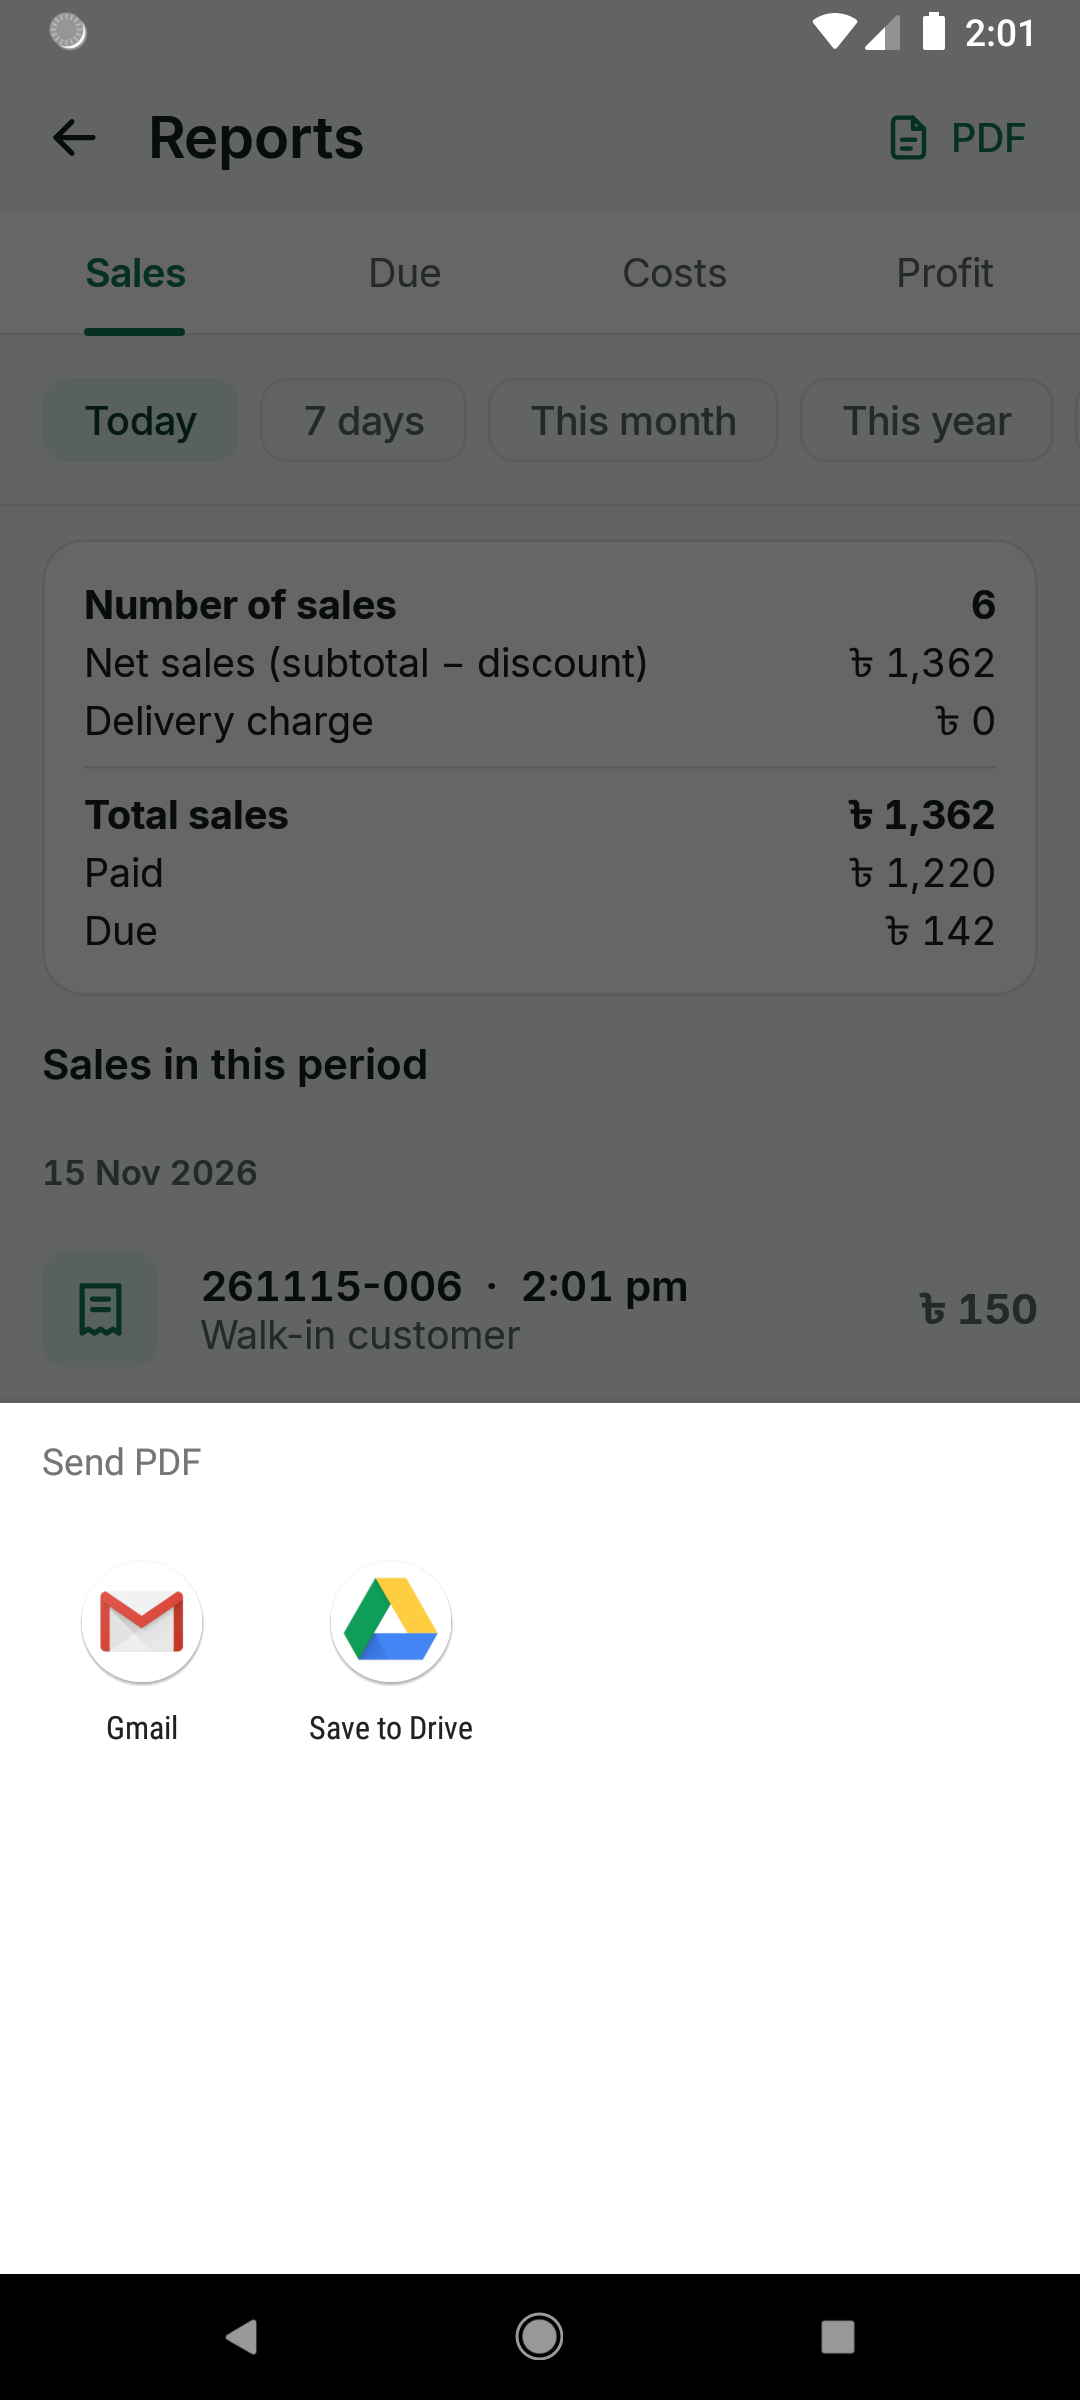 2:01
Reports
PDF
Sales Due Costs Profit
Today 7 days This month This year
Number of sales 6
Net sales (subtotal – discount) ৳ 1,362
Delivery charge ৳ 0
Total sales ৳ 1,362
Paid ৳ 1,220
Due ৳ 142
Sales in this period
15 Nov 2026
261115-006 · 2:01 pm
Walk-in customer
৳ 150
Send PDF
Gmail
Save to Drive